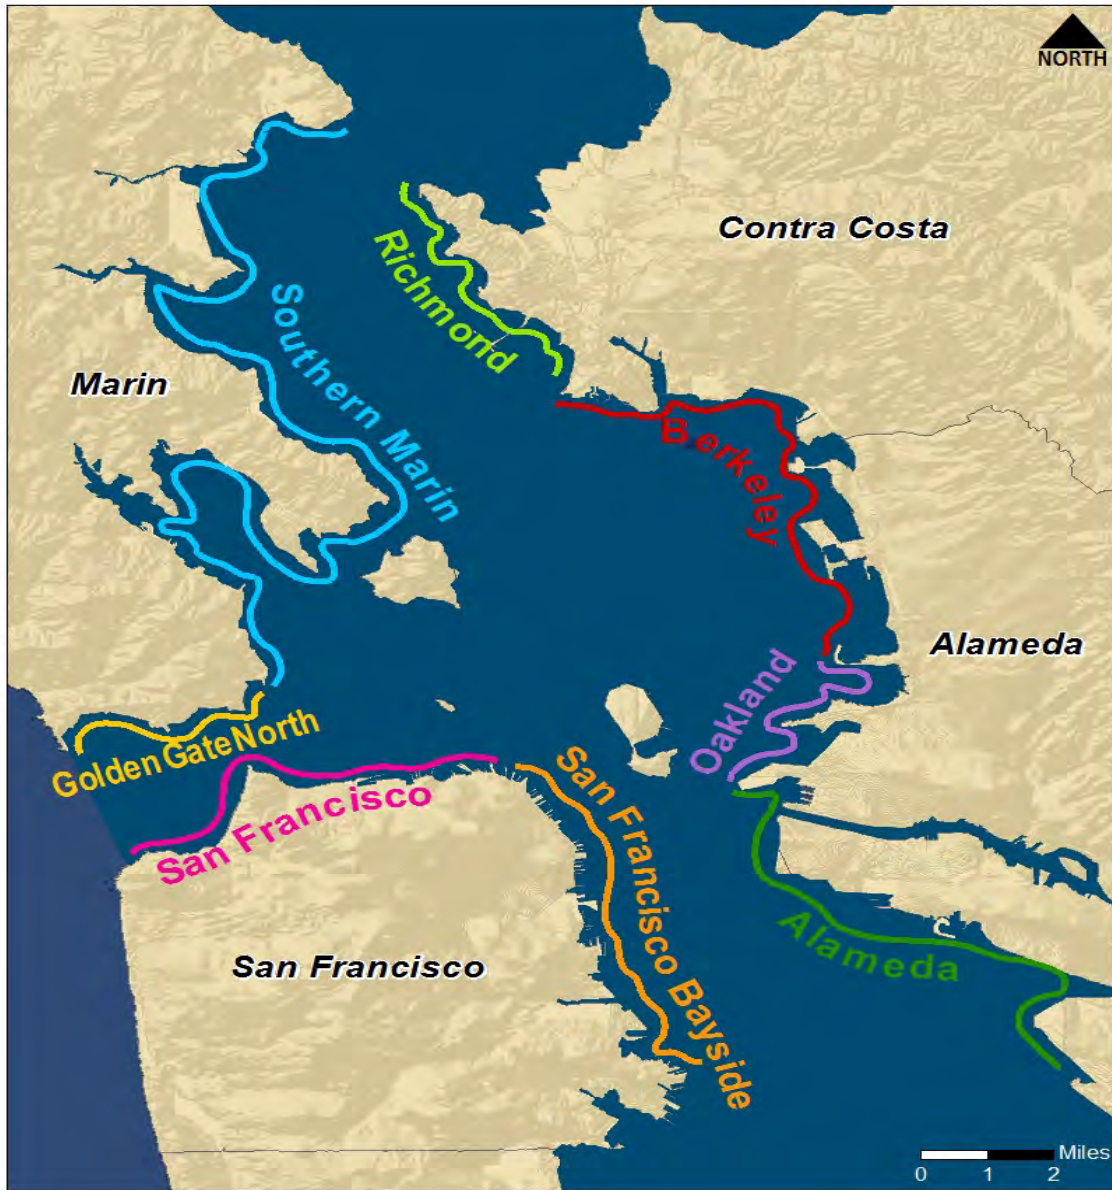 NORTH
Contra Costa
Richmond
Southern Marin
Marin
Berkeley
Alameda
Oakland
Golden Gate North
San Francisco
San Francisco Bayside
Alameda
San Francisco
Miles
0 1 2